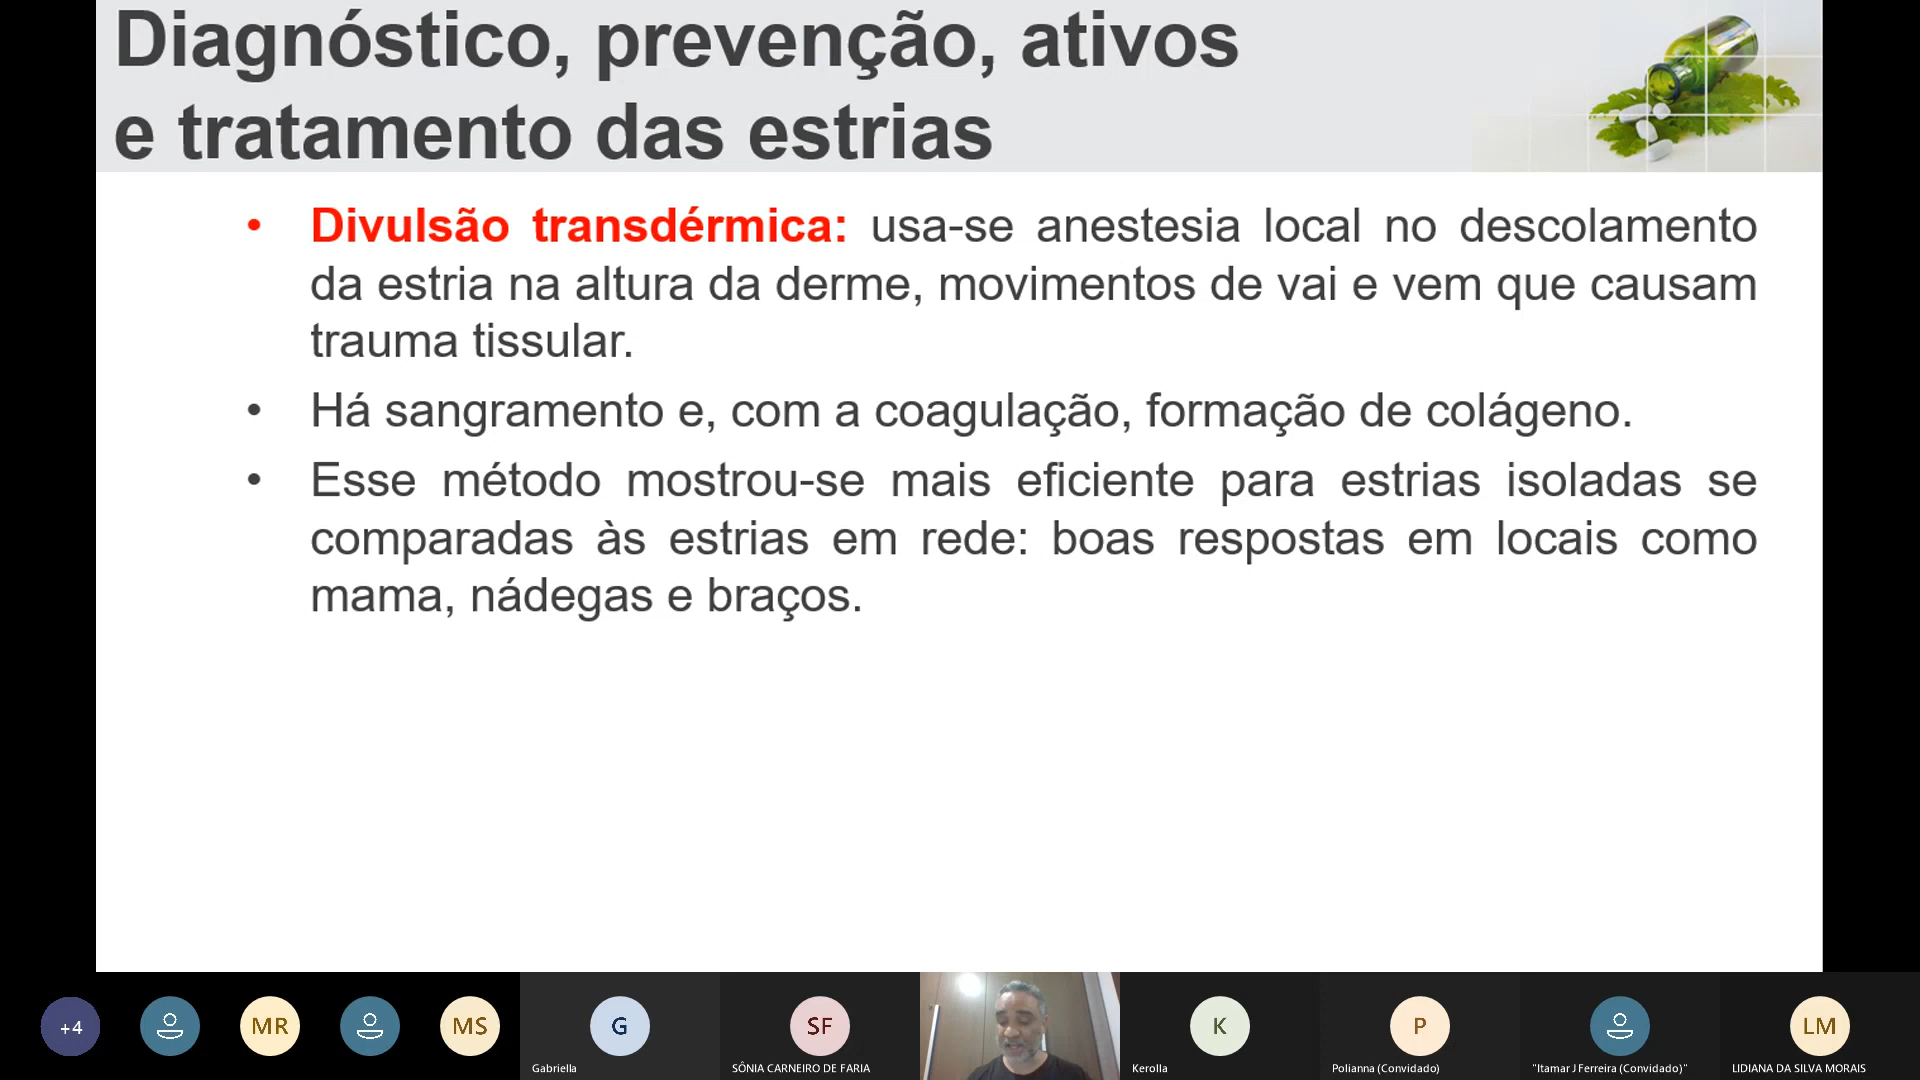 Diagnóstico, prevenção, ativos
e tratamento das estrias
• Divulsão transdérmica: usa-se anestesia local no descolamento
da estria na altura da derme, movimentos de vai e vem que causam
trauma tissular.
• Há sangramento e, com a coagulação, formação de colágeno.
• Esse método mostrou-se mais eficiente para estrias isoladas se
comparadas às estrias em rede: boas respostas em locais como
mama, nádegas e braços.
+4
MR
MS
G
Gabriella
SF
SÔNIA CARNEIRO DE FARIA
K
Kerolla
P
Polianna (Convidado)
"Itamar J Ferreira (Convidado)"
LM
LIDIANA DA SILVA MORAIS